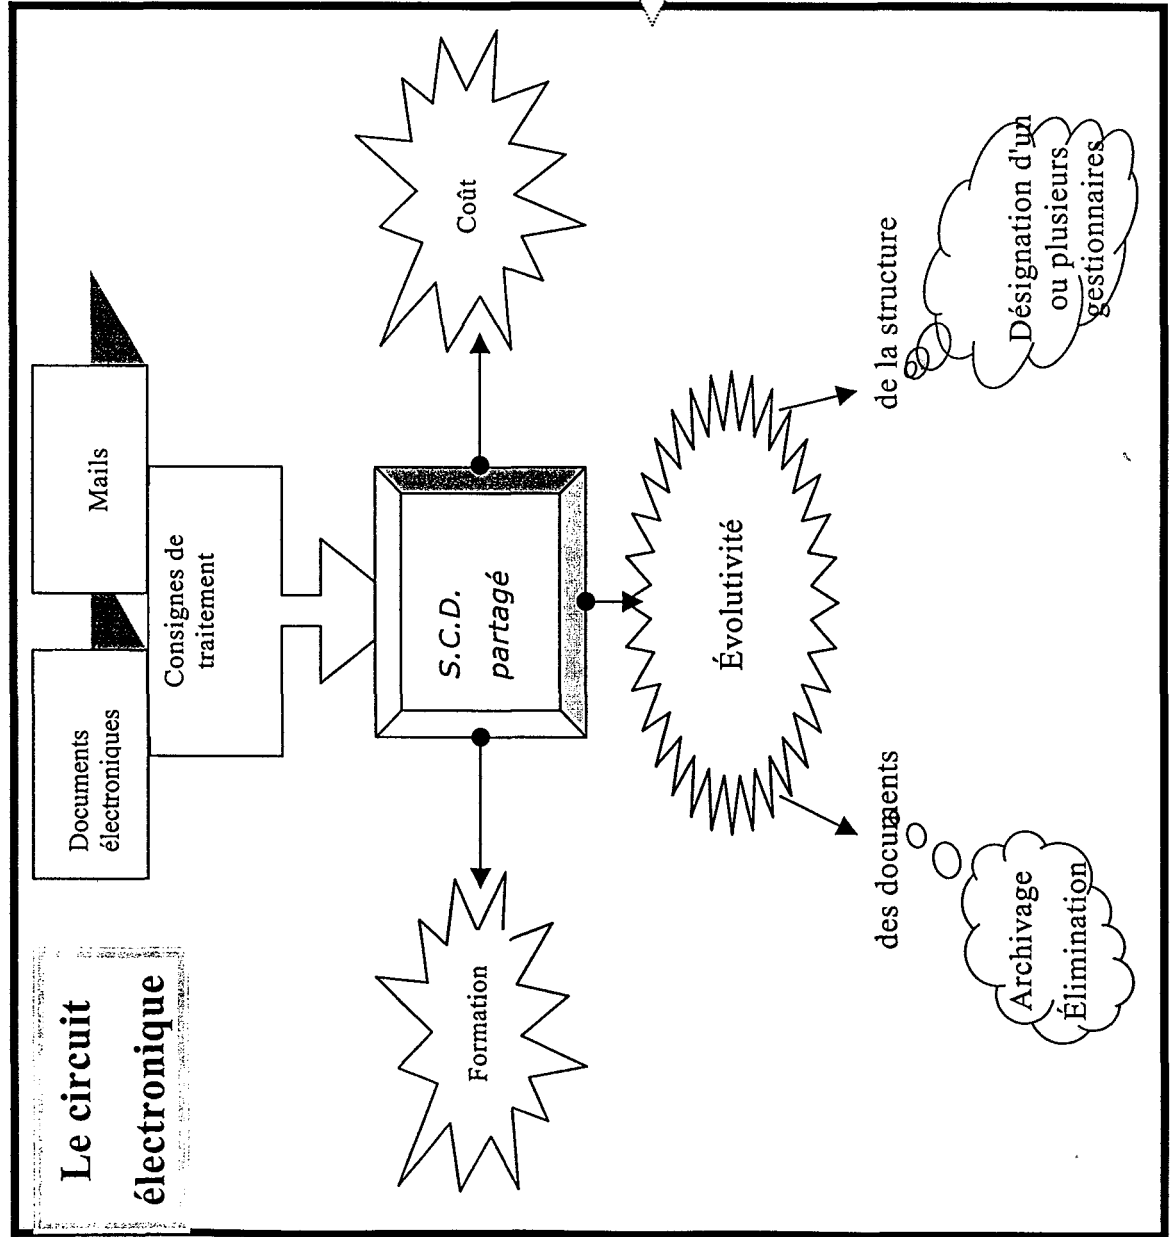 Le circuit
électronique
Documents
électroniques
Mails
Consignes de
traitement
S.C.D.
partagé
Formation
Coût
Évolutivité
des documents
de la structure
Archivage
Élimination
Désignation d'un
ou plusieurs
gestionnaires